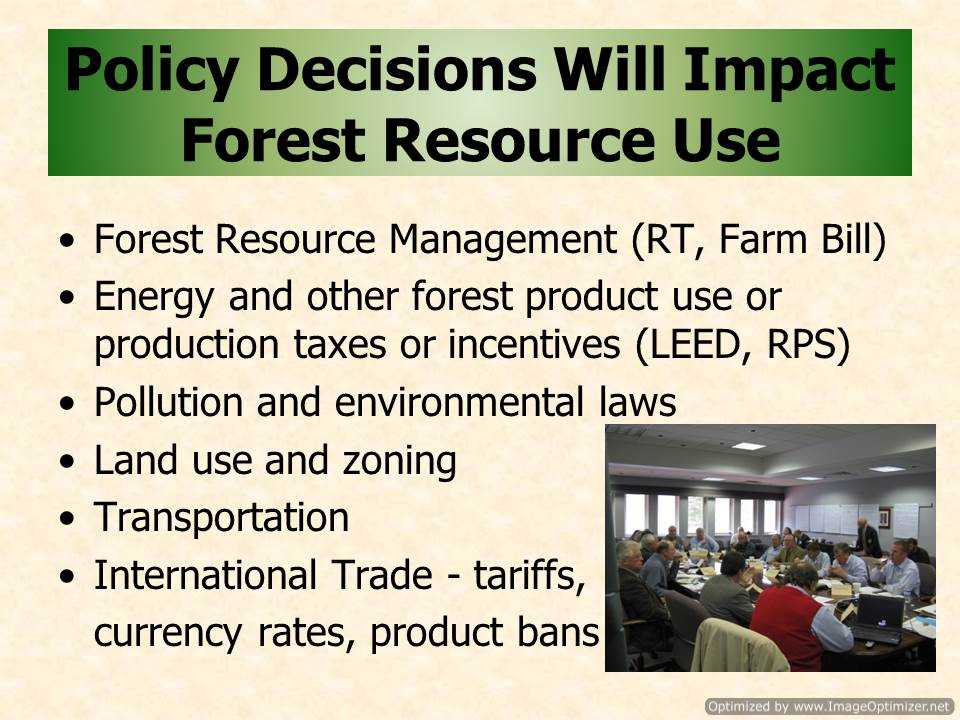 Policy Decisions Will Impact
Forest Resource Use
• Forest Resource Management (RT, Farm Bill)
• Energy and other forest product use or
production taxes or incentives (LEED, RPS)
• Pollution and environmental laws
• Land use and zoning
• Transportation
• International Trade - tariffs,
currency rates, product bans
Optimized by www.ImageOptimizer.net